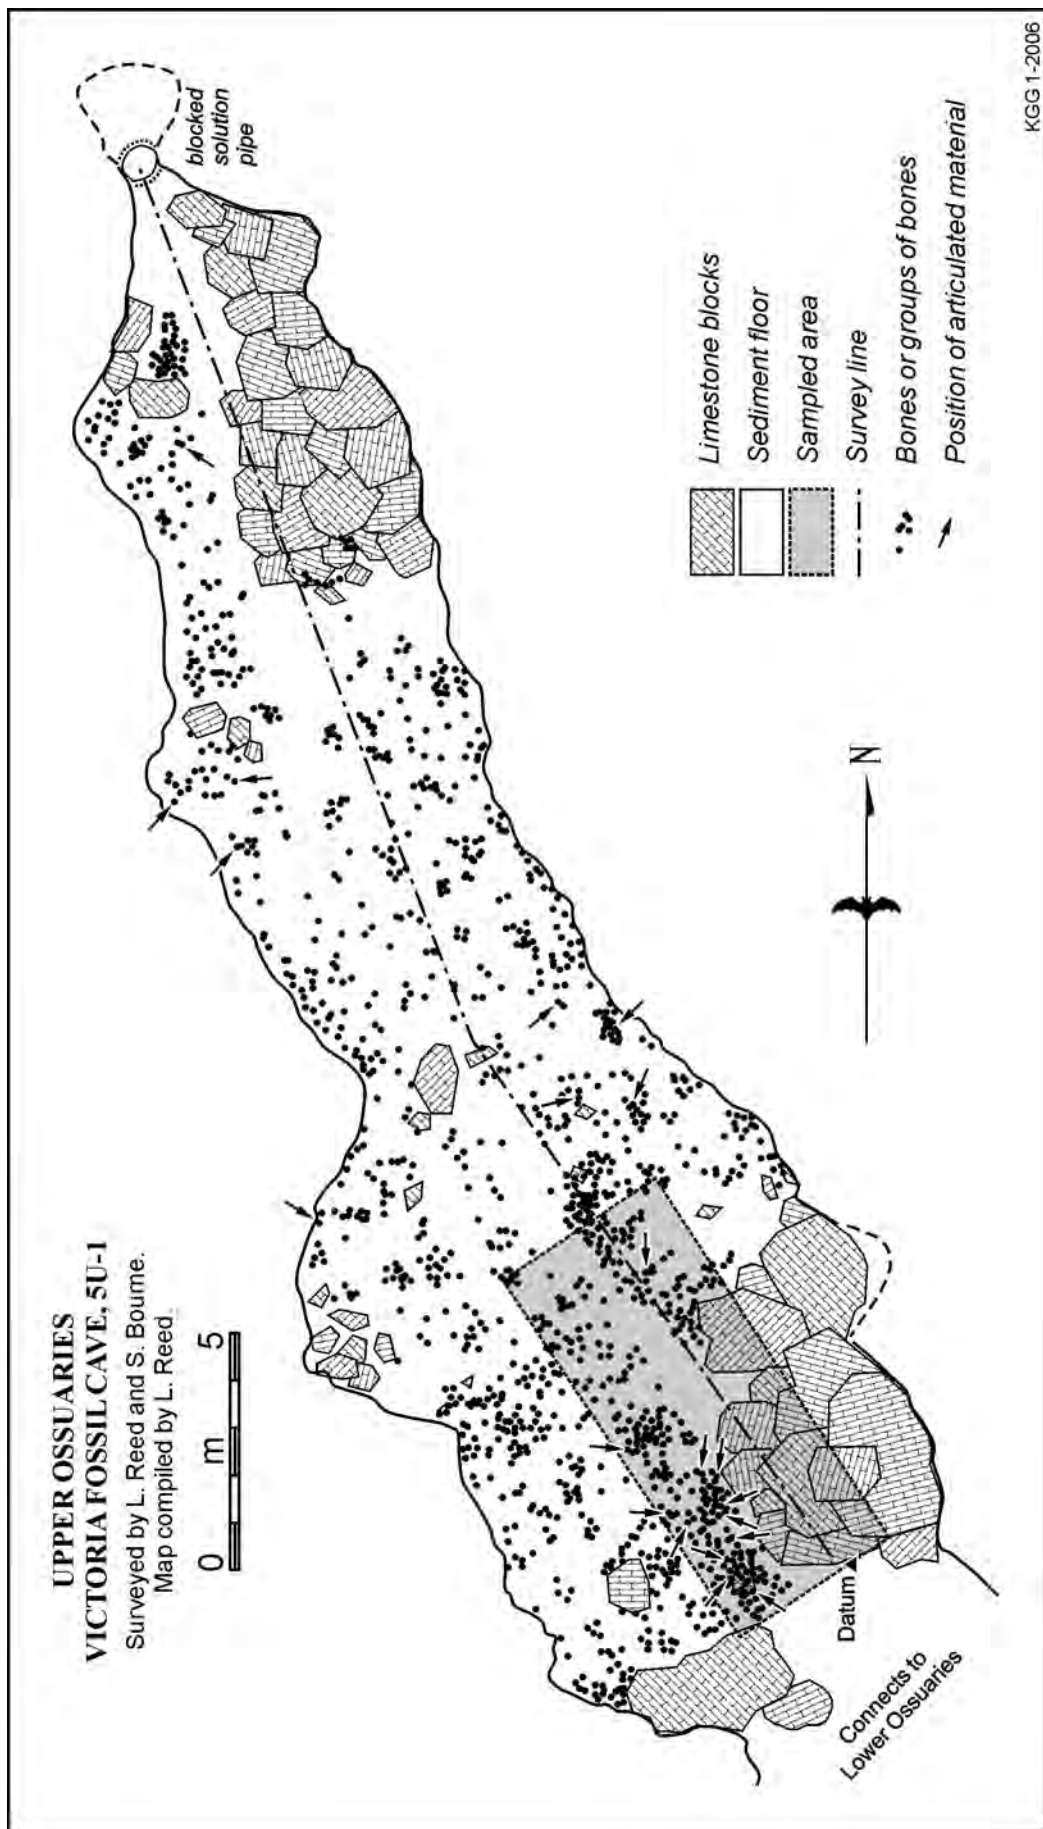 UPPER OSSUARIES
VICTORIA FOSSIL CAVE, 5U-1
Surveyed by L. Reed and S. Bourne.
Map compiled by L. Reed.
0 m 5
blocked
solution
pipe
N
Datum
Connects to
Lower Ossuaries
Limestone blocks
Sediment floor
Sampled area
Survey line
Bones or groups of bones
Position of articulated material
KGG 1-2006